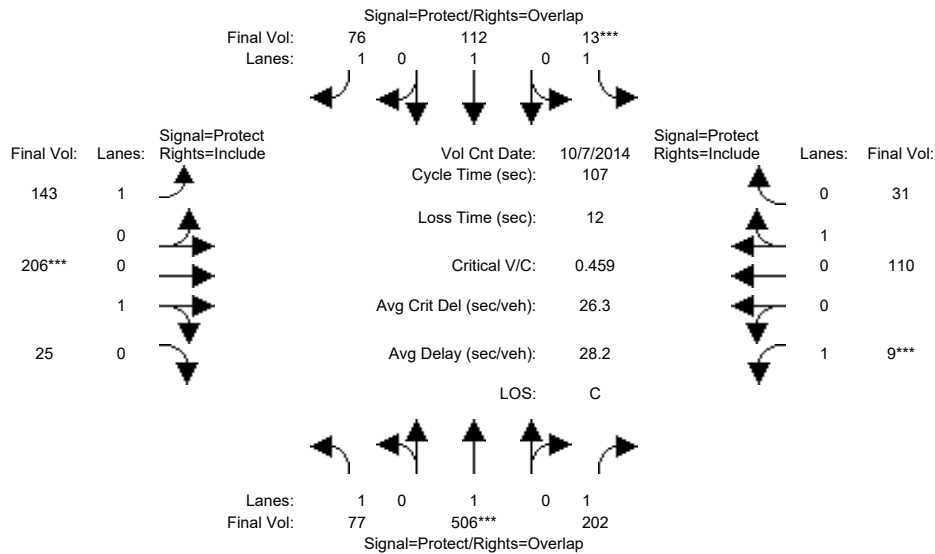 Signal=Protect/Rights=Overlap
Final Vol: 76 112 13***
Lanes: 1 0 1 0 1
Signal=Protect
Final Vol: Lanes: Rights=Include
Vol Cnt Date: 10/7/2014
Signal=Protect
Rights=Include Lanes: Final Vol:
Cycle Time (sec): 107
143 1
0 31
Loss Time (sec): 12
0
1
206*** 0
Critical V/C: 0.459
0 110
1
Avg Crit Del (sec/veh): 26.3
0
25 0
Avg Delay (sec/veh): 28.2
1 9***
LOS: C
Lanes: 1 0 1 0 1
Final Vol: 77 506*** 202
Signal=Protect/Rights=Overlap